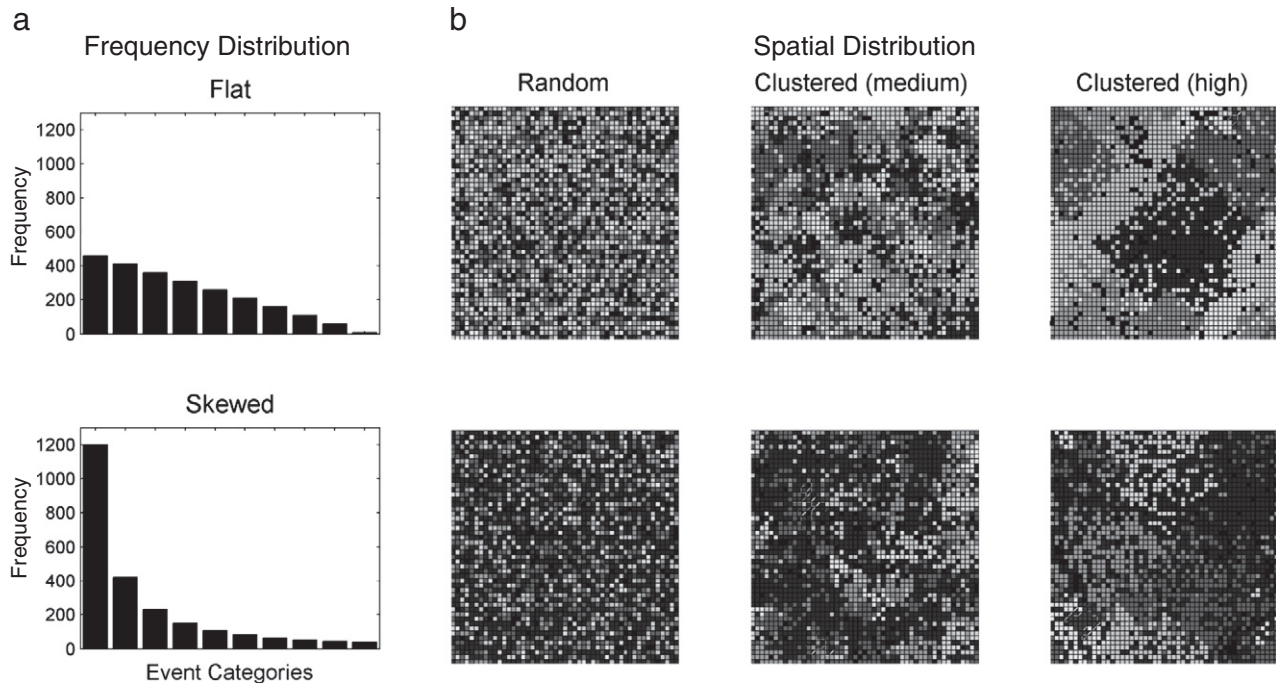 a
Frequency Distribution
b
Spatial Distribution
Flat
Random
Clustered (medium)
Clustered (high)
1200
1000
800
600
400
200
0
Frequency
Skewed
1200
1000
800
600
400
200
0
Frequency
Event Categories